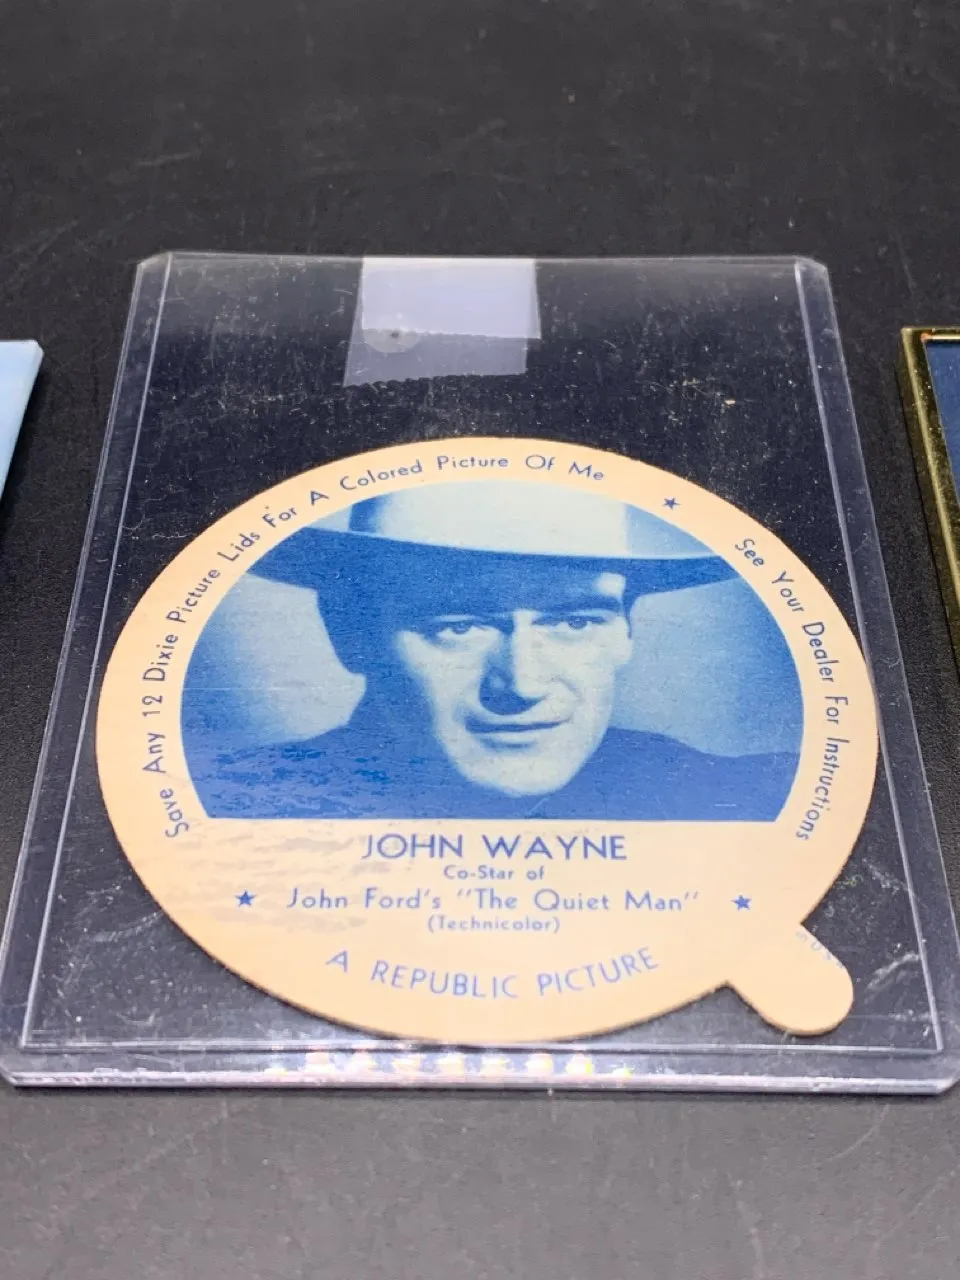 Save Any 12 Dixie Picture Lids For A Colored Picture Of Me ★ See Your Dealer For Instructions
JOHN WAYNE
Co-Star of
★ John Ford's "The Quiet Man" ★
(Technicolor)
A REPUBLIC PICTURE